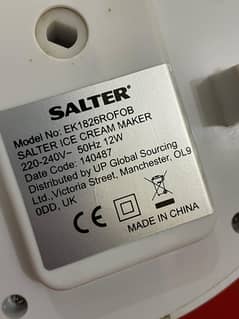 SALTER®
Model No: EK1826ROFOB
SALTER ICE CREAM MAKER
220-240V~ 50Hz 12W
Date Code: 140487
Distributed by UP Global Sourcing
Ltd.,Victoria Street, Manchester, OL9
0DD, UK
CE
MADE IN CHINA